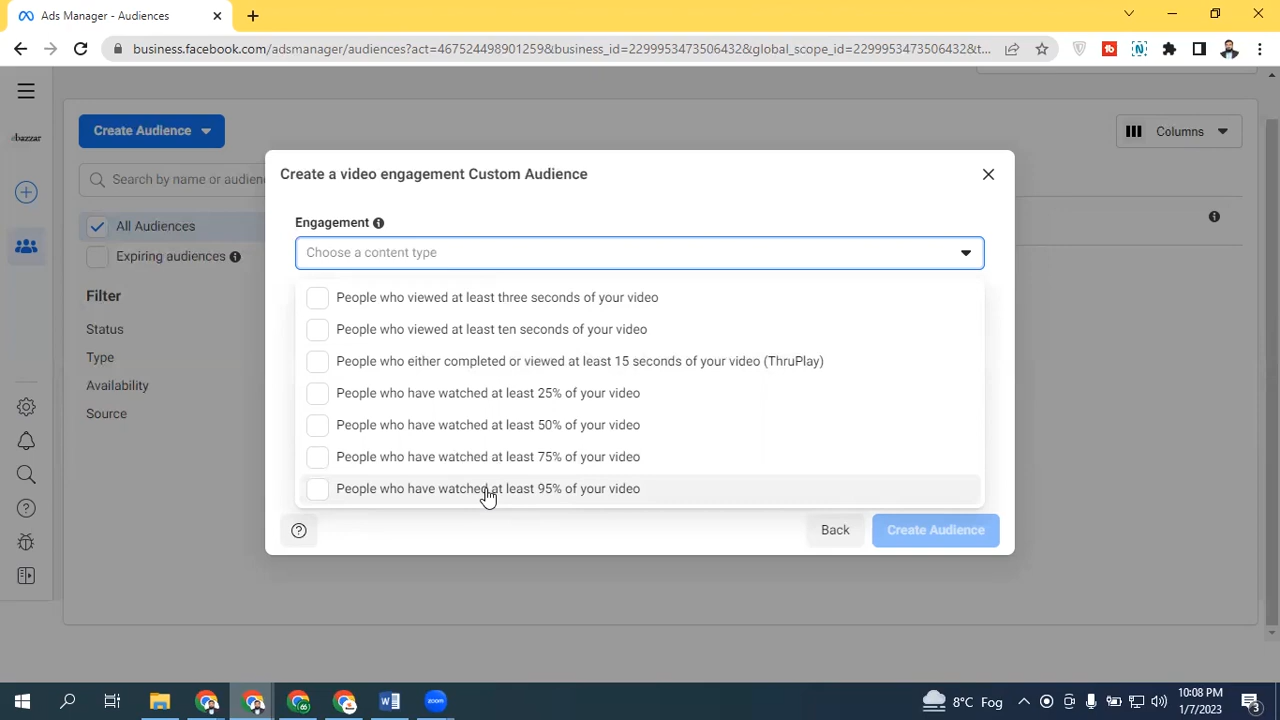 Ads Manager - Audiences
business.facebook.com/adsmanager/audiences?act=467524498901259&business_id=2299953473506432&global_scope_id=2299953473506432&t...
bazzar
Create Audience
Columns
Search by name or audien
All Audiences
Expiring audiences
Filter
Status
Type
Availability
Source
Create a video engagement Custom Audience
Engagement
Choose a content type
People who viewed at least three seconds of your video
People who viewed at least ten seconds of your video
People who either completed or viewed at least 15 seconds of your video (ThruPlay)
People who have watched at least 25% of your video
People who have watched at least 50% of your video
People who have watched at least 75% of your video
People who have watched at least 95% of your video
Back
Create Audience
zoom
8°C Fog
10:08 PM
1/7/2023
3